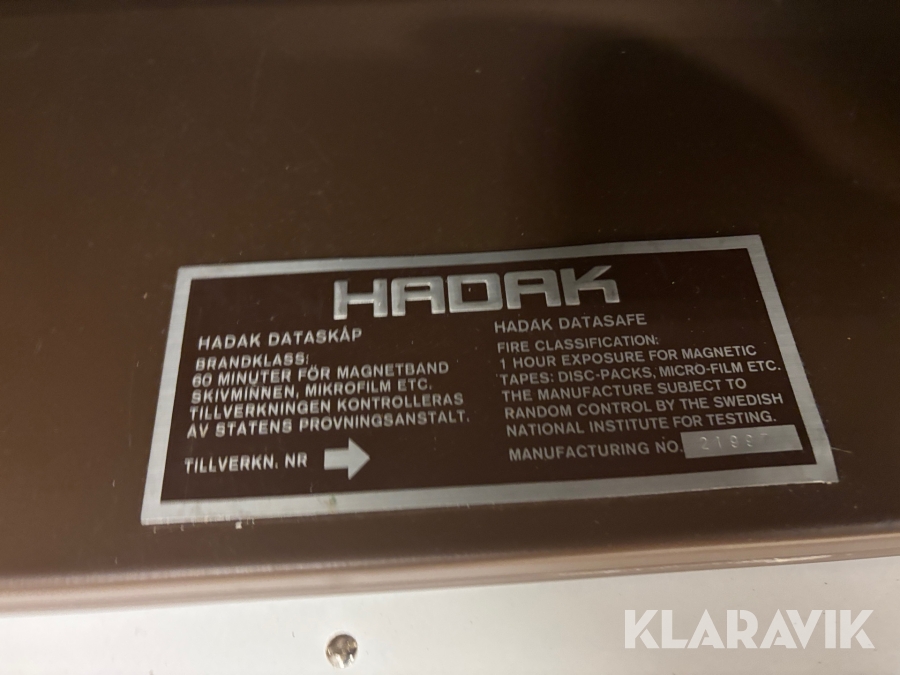 HADAK
HADAK DATASKÅP
BRANDKLASS:
60 MINUTER FÖR MAGNETBAND
SKIVMINNEN, MIKROFILM ETC.
TILLVERKNINGEN KONTROLLERAS
AV STATENS PROVNINGSANSTALT.
TILLVERKN. NR
HADAK DATASAFE
FIRE CLASSIFICATION:
1 HOUR EXPOSURE FOR MAGNETIC
TAPES: DISC-PACKS, MICRO-FILM ETC.
THE MANUFACTURE SUBJECT TO
RANDOM CONTROL BY THE SWEDISH
NATIONAL INSTITUTE FOR TESTING.
MANUFACTURING NO.
KLARAVIK